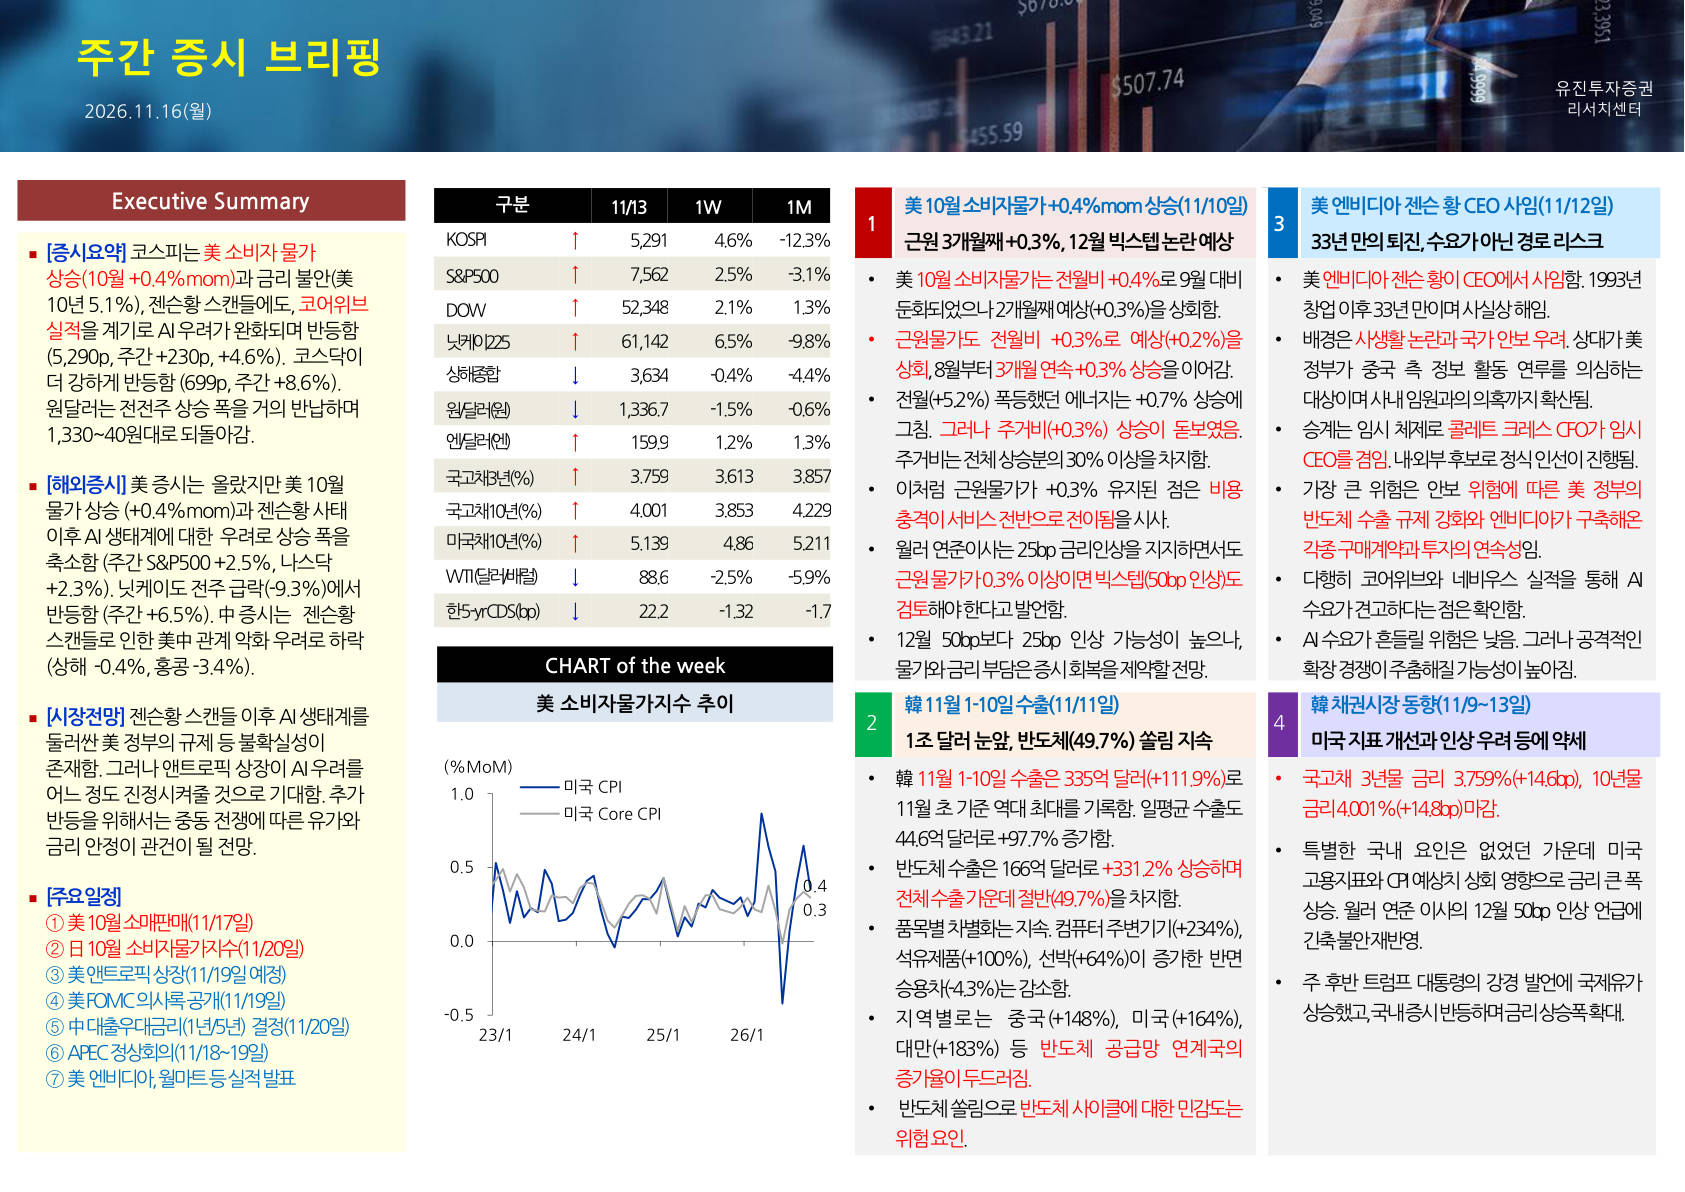 주간 증시 브리핑
2026.11.16(월)
유진투자증권
리서치센터
$643.21
$507.74
455.59
Executive Summary
▪ [증시요약] 코스피는 美 소비자 물가
상승(10월 +0.4%mom)과 금리 불안(美
10년 5.1%), 젠슨황 스캔들에도, 코어위브
실적을 계기로 AI 우려가 완화되며 반등함
(5,290p, 주간 +230p, +4.6%). 코스닥이
더 강하게 반등함 (699p, 주간 +8.6%).
원달러는 전전주 상승 폭을 거의 반납하며
1,330~40원대로 되돌아감.
▪ [해외증시] 美 증시는 올랐지만 美 10월
물가 상승 (+0.4%mom)과 젠슨황 사태
이후 AI 생태계에 대한 우려로 상승 폭을
축소함 (주간 S&P500 +2.5%, 나스닥
+2.3%). 닛케이도 전주 급락(-9.3%)에서
반등함 (주간 +6.5%). 中 증시는 젠슨황
스캔들로 인한 美中 관계 악화 우려로 하락
(상해 -0.4%, 홍콩 -3.4%).
▪ [시장전망] 젠슨황 스캔들 이후 AI 생태계를
둘러싼 美 정부의 규제 등 불확실성이
존재함. 그러나 앤트로픽 상장이 AI 우려를
어느 정도 진정시켜줄 것으로 기대함. 추가
반등을 위해서는 중동 전쟁에 따른 유가와
금리 안정이 관건이 될 전망.
▪ [주요일정]
① 美 10월 소매판매(11/17일)
② 日 10월 소비자물가지수(11/20일)
③ 美 앤트로픽 상장(11/19일 예정)
④ 美 FOMC 의사록 공개(11/19일)
⑤ 中 대출우대금리(1년/5년) 결정(11/20일)
⑥ APEC 정상회의(11/18~19일)
⑦ 美 엔비디아, 월마트 등 실적 발표
구분 11/13 1W 1M
KOSPI ↑ 5,291 4.6% -12.3%
S&P500 ↑ 7,562 2.5% -3.1%
DOW ↑ 52,348 2.1% 1.3%
닛케이225 ↑ 61,142 6.5% -9.8%
상해종합 ↓ 3,634 -0.4% -4.4%
원/달러(원) ↓ 1,336.7 -1.5% -0.6%
엔/달러(엔) ↑ 159.9 1.2% 1.3%
국고채3년(%) ↑ 3.759 3.613 3.857
국고채10년(%) ↑ 4.001 3.853 4.229
미국채10년(%) ↑ 5.139 4.86 5.211
WTI(달러/배럴) ↓ 88.6 -2.5% -5.9%
한5-yrCDS(bp) ↓ 22.2 -1.32 -1.7
CHART of the week
美 소비자물가지수 추이
(%MoM)
미국 CPI
미국 Core CPI
1.0
0.5
0.0
-0.5
0.4
0.3
23/1 24/1 25/1 26/1
1
美 10월 소비자물가 +0.4%mom 상승(11/10일)
근원 3개월째 +0.3%, 12월 빅스텝 논란 예상
• 美 10월 소비자물가는 전월비 +0.4%로 9월 대비
둔화되었으나 2개월째 예상(+0.3%)을 상회함.
• 근원물가도 전월비 +0.3%로 예상(+0.2%)을
상회, 8월부터 3개월 연속 +0.3% 상승을 이어감.
• 전월(+5.2%) 폭등했던 에너지는 +0.7% 상승에
그침. 그러나 주거비(+0.3%) 상승이 돋보였음.
주거비는 전체 상승분의 30% 이상을 차지함.
• 이처럼 근원물가가 +0.3% 유지된 점은 비용
충격이 서비스 전반으로 전이됨을 시사.
• 월러 연준이사는 25bp 금리인상을 지지하면서도
근원 물가가 0.3% 이상이면 빅스텝(50bp 인상)도
검토해야 한다고 발언함.
• 12월 50bp보다 25bp 인상 가능성이 높으나,
물가와 금리 부담은 증시 회복을 제약할 전망.
2
韓 11월 1-10일 수출(11/11일)
1조 달러 눈앞, 반도체(49.7%) 쏠림 지속
• 韓 11월 1-10일 수출은 335억 달러(+111.9%)로
11월 초 기준 역대 최대를 기록함. 일평균 수출도
44.6억 달러로 +97.7% 증가함.
• 반도체 수출은 166억 달러로 +331.2% 상승하며
전체 수출 가운데 절반(49.7%)을 차지함.
• 품목별 차별화는 지속. 컴퓨터 주변기기(+234%),
석유제품(+100%), 선박(+64%)이 증가한 반면
승용차(-4.3%)는 감소함.
• 지역별로는 중국(+148%), 미국(+164%),
대만(+183%) 등 반도체 공급망 연계국의
증가율이 두드러짐.
• 반도체 쏠림으로 반도체 사이클에 대한 민감도는
위험 요인.
3
美 엔비디아 젠슨 황 CEO 사임(11/12일)
33년 만의 퇴진, 수요가 아닌 경로 리스크
• 美 엔비디아 젠슨 황이 CEO에서 사임함. 1993년
창업 이후 33년 만이며 사실상 해임.
• 배경은 사생활 논란과 국가 안보 우려. 상대가 美
정부가 중국 측 정보 활동 연루를 의심하는
대상이며 사내 임원과의 의혹까지 확산됨.
• 승계는 임시 체제로 콜레트 크레스 CFO가 임시
CEO를 겸임. 내·외부 후보로 정식 인선이 진행됨.
• 가장 큰 위험은 안보 위험에 따른 美 정부의
반도체 수출 규제 강화와 엔비디아가 구축해온
각종 구매계약과 투자의 연속성임.
• 다행히 코어위브와 네비우스 실적을 통해 AI
수요가 견고하다는 점은 확인함.
• AI 수요가 흔들릴 위험은 낮음. 그러나 공격적인
확장 경쟁이 주춤해질 가능성이 높아짐.
4
韓 채권시장 동향(11/9~13일)
미국 지표 개선과 인상 우려 등에 약세
• 국고채 3년물 금리 3.759%(+14.6bp), 10년물
금리 4.001%(+14.8bp) 마감.
• 특별한 국내 요인은 없었던 가운데 미국
고용지표와 CPI 예상치 상회 영향으로 금리 큰 폭
상승. 월러 연준 이사의 12월 50bp 인상 언급에
긴축 불안 재반영.
• 주 후반 트럼프 대통령의 강경 발언에 국제유가
상승했고, 국내 증시 반등하며 금리 상승폭 확대.